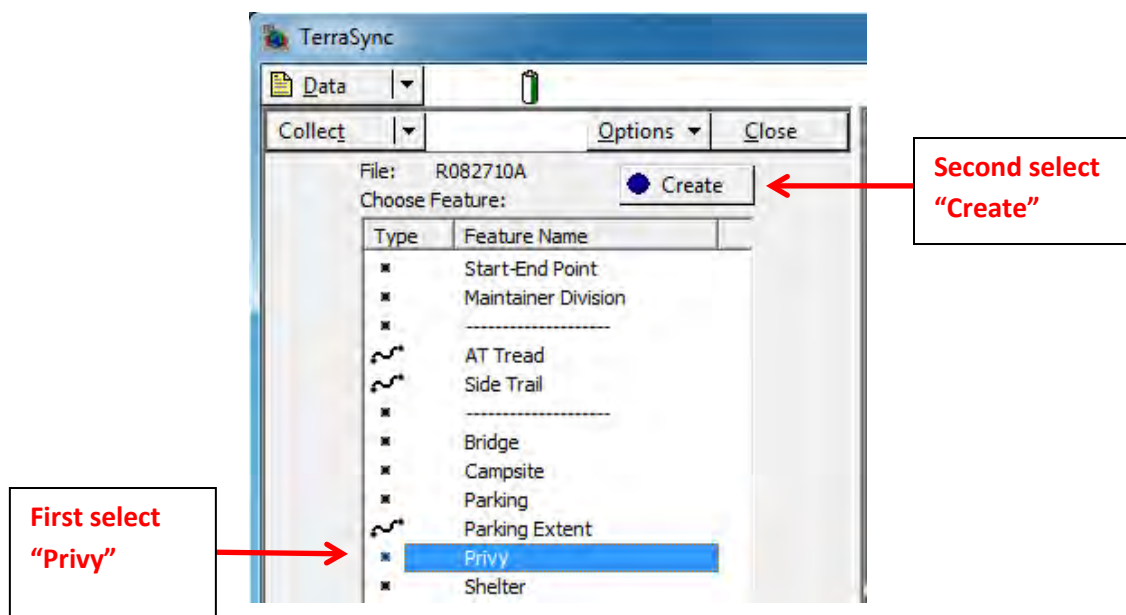 TerraSync
Data
Collect Options Close
File: R082710A
Create
Choose Feature:
Type Feature Name
Start-End Point
Maintainer Division
--------------------
AT Tread
Side Trail
--------------------
Bridge
Campsite
Parking
Parking Extent
Privy
Shelter
Second select
“Create”
First select
“Privy”